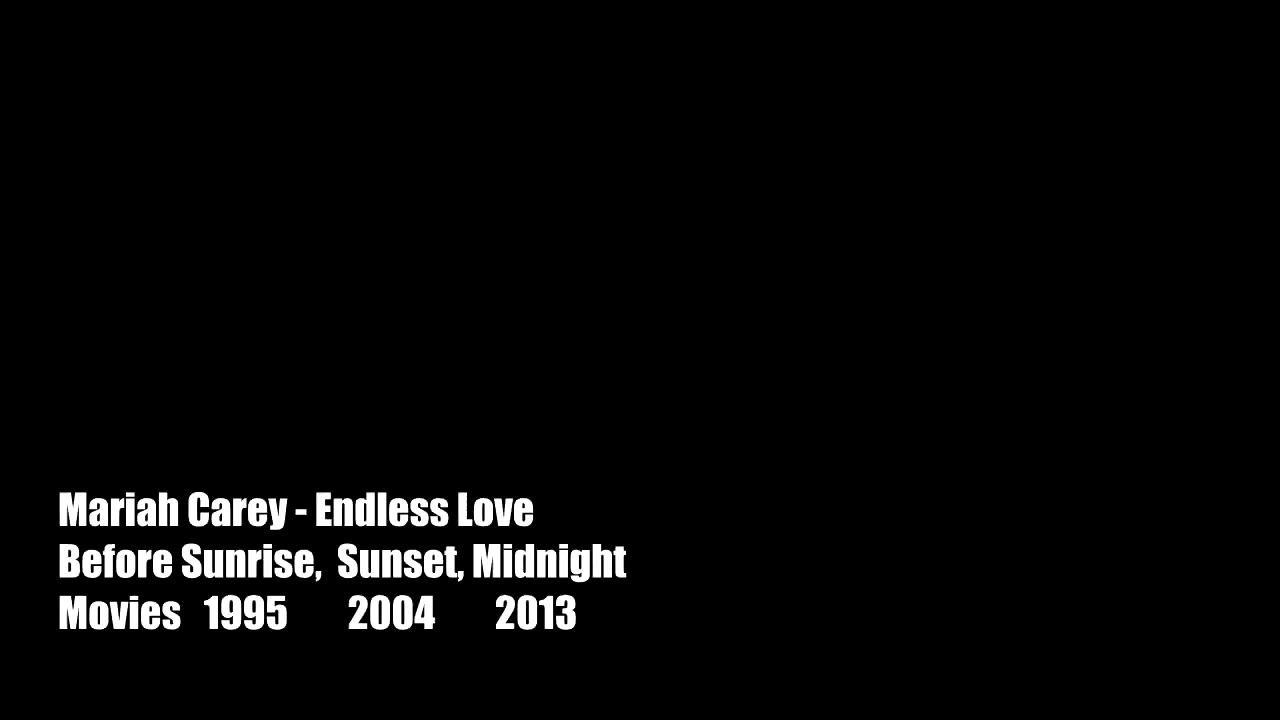 Mariah Carey - Endless Love
Before Sunrise, Sunset, Midnight
Movies 1995 2004 2013